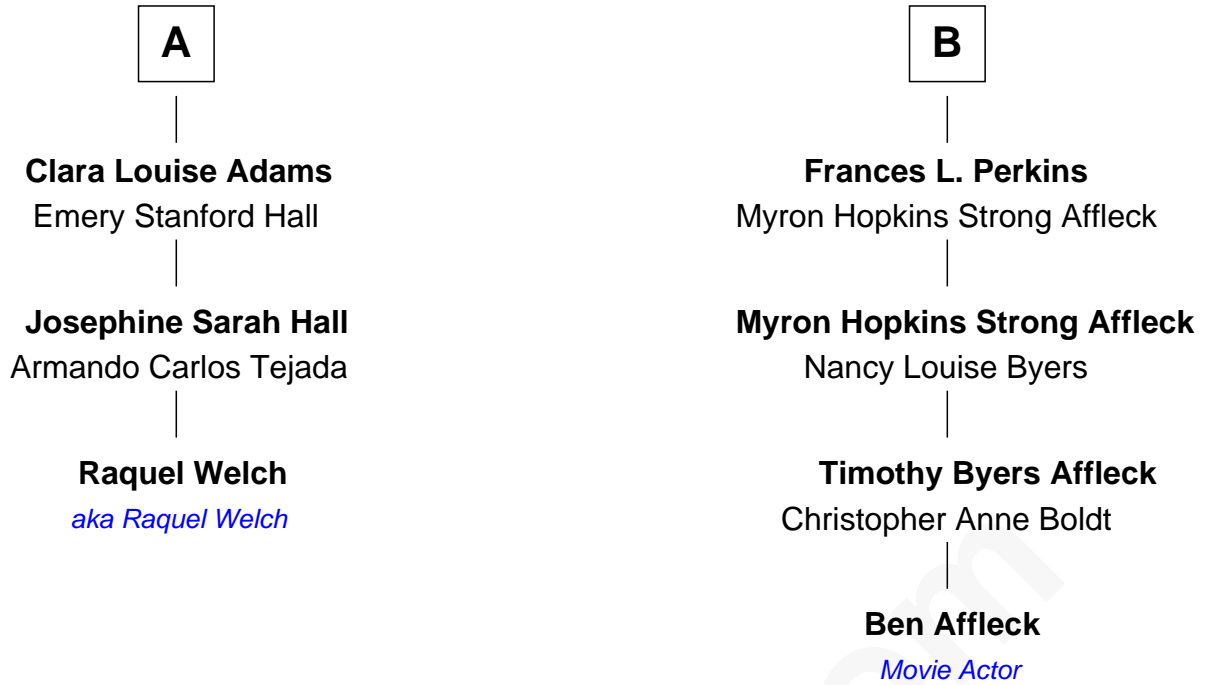 A
Clara Louise Adams
Emery Stanford Hall
Josephine Sarah Hall
Armando Carlos Tejada
Raquel Welch
aka Raquel Welch
B
Frances L. Perkins
Myron Hopkins Strong Affleck
Myron Hopkins Strong Affleck
Nancy Louise Byers
Timothy Byers Affleck
Christopher Anne Boldt
Ben Affleck
Movie Actor
om